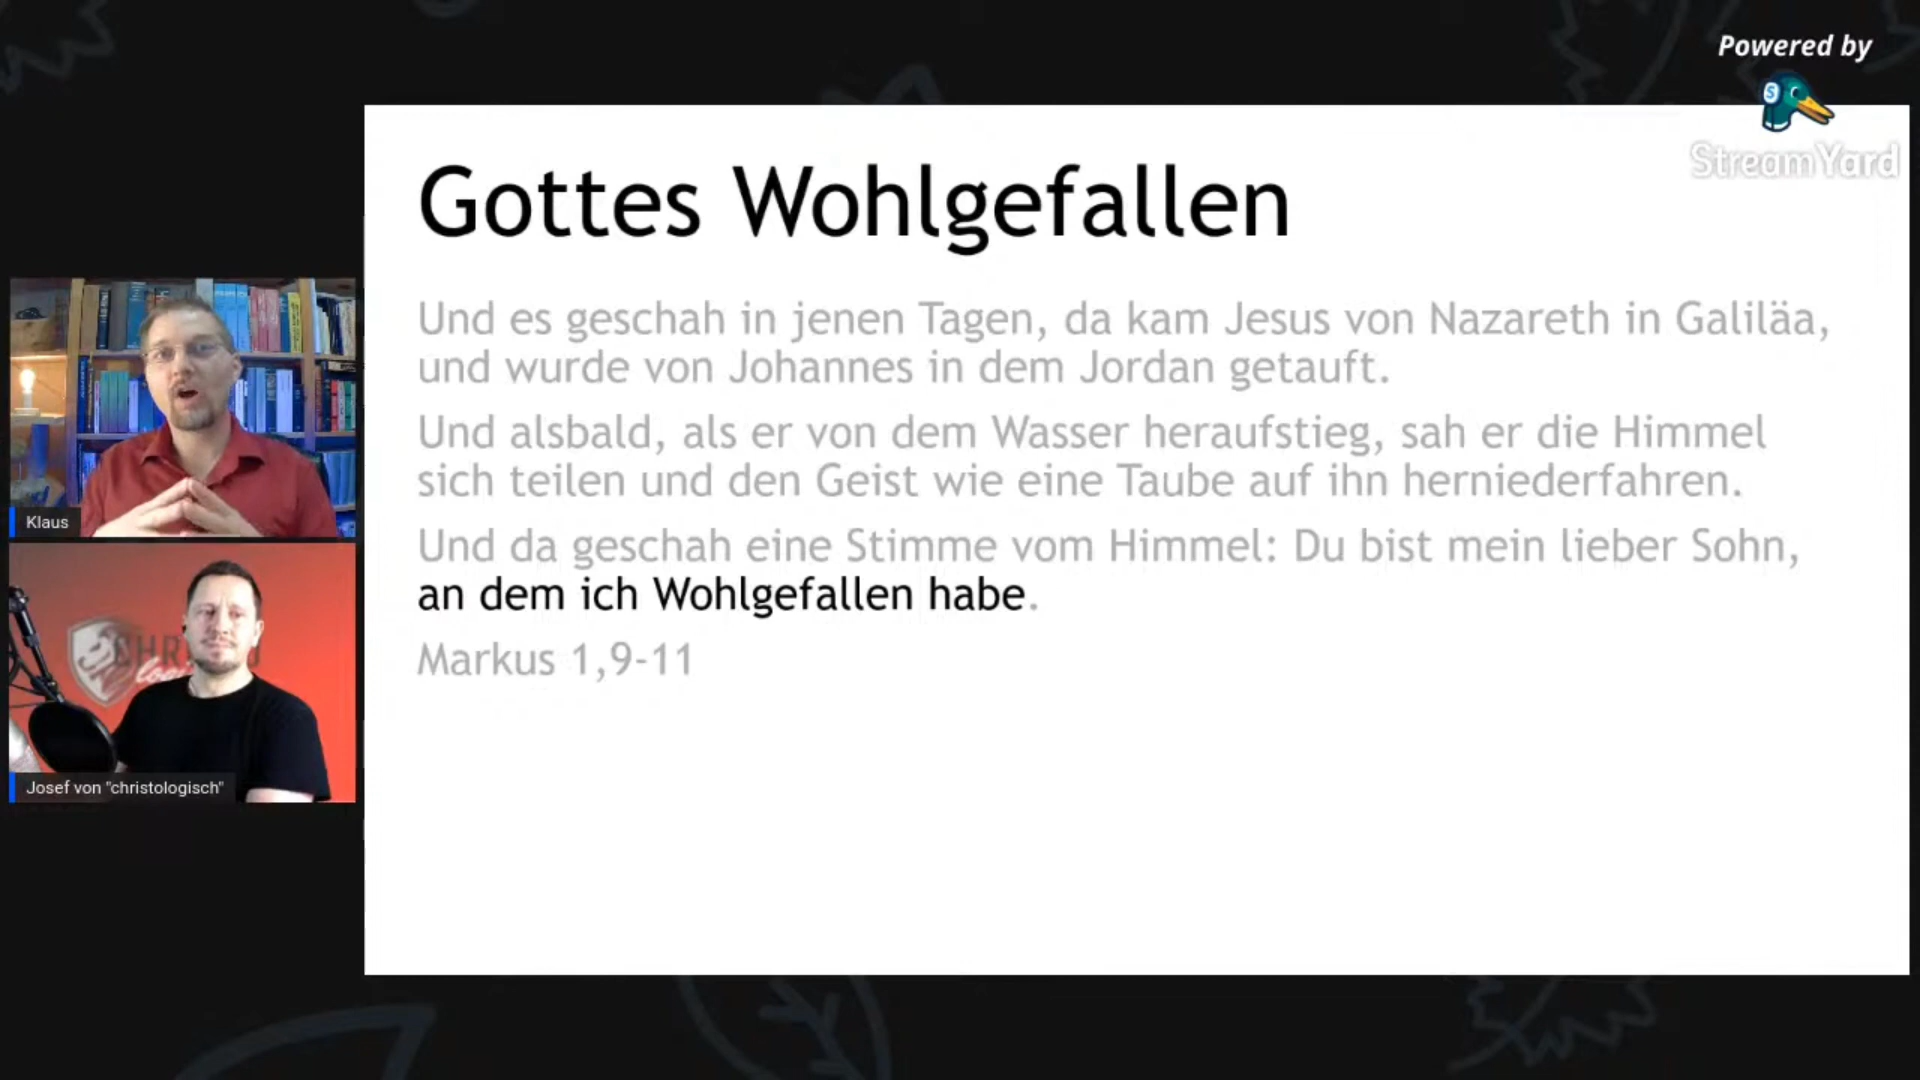 Powered by
StreamYard
Gottes Wohlgefallen
Und es geschah in jenen Tagen, da kam Jesus von Nazareth in Galiläa,
und wurde von Johannes in dem Jordan getauft.
Und alsbald, als er von dem Wasser heraufstieg, sah er die Himmel
sich teilen und den Geist wie eine Taube auf ihn herniederfahren.
Und da geschah eine Stimme vom Himmel: Du bist mein lieber Sohn,
an dem ich Wohlgefallen habe.
Markus 1,9-11
Klaus
Josef von "christologisch"